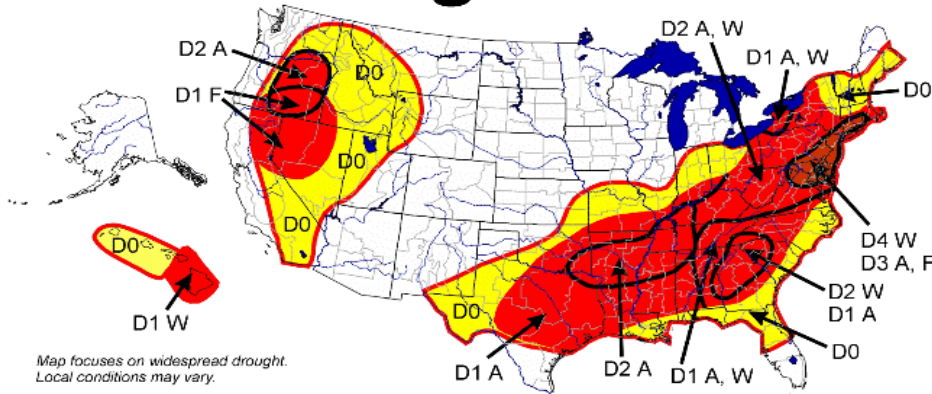 D2 A, W
D2 A
D1 A, W
D0
D0
D1 F
D0
D0
D0
D0
D4 W
D3 A, F
D1 W
D2 W
D1 A
D0
D1 A
D2 A
D1 A, W
Map focuses on widespread drought.
Local conditions may vary.